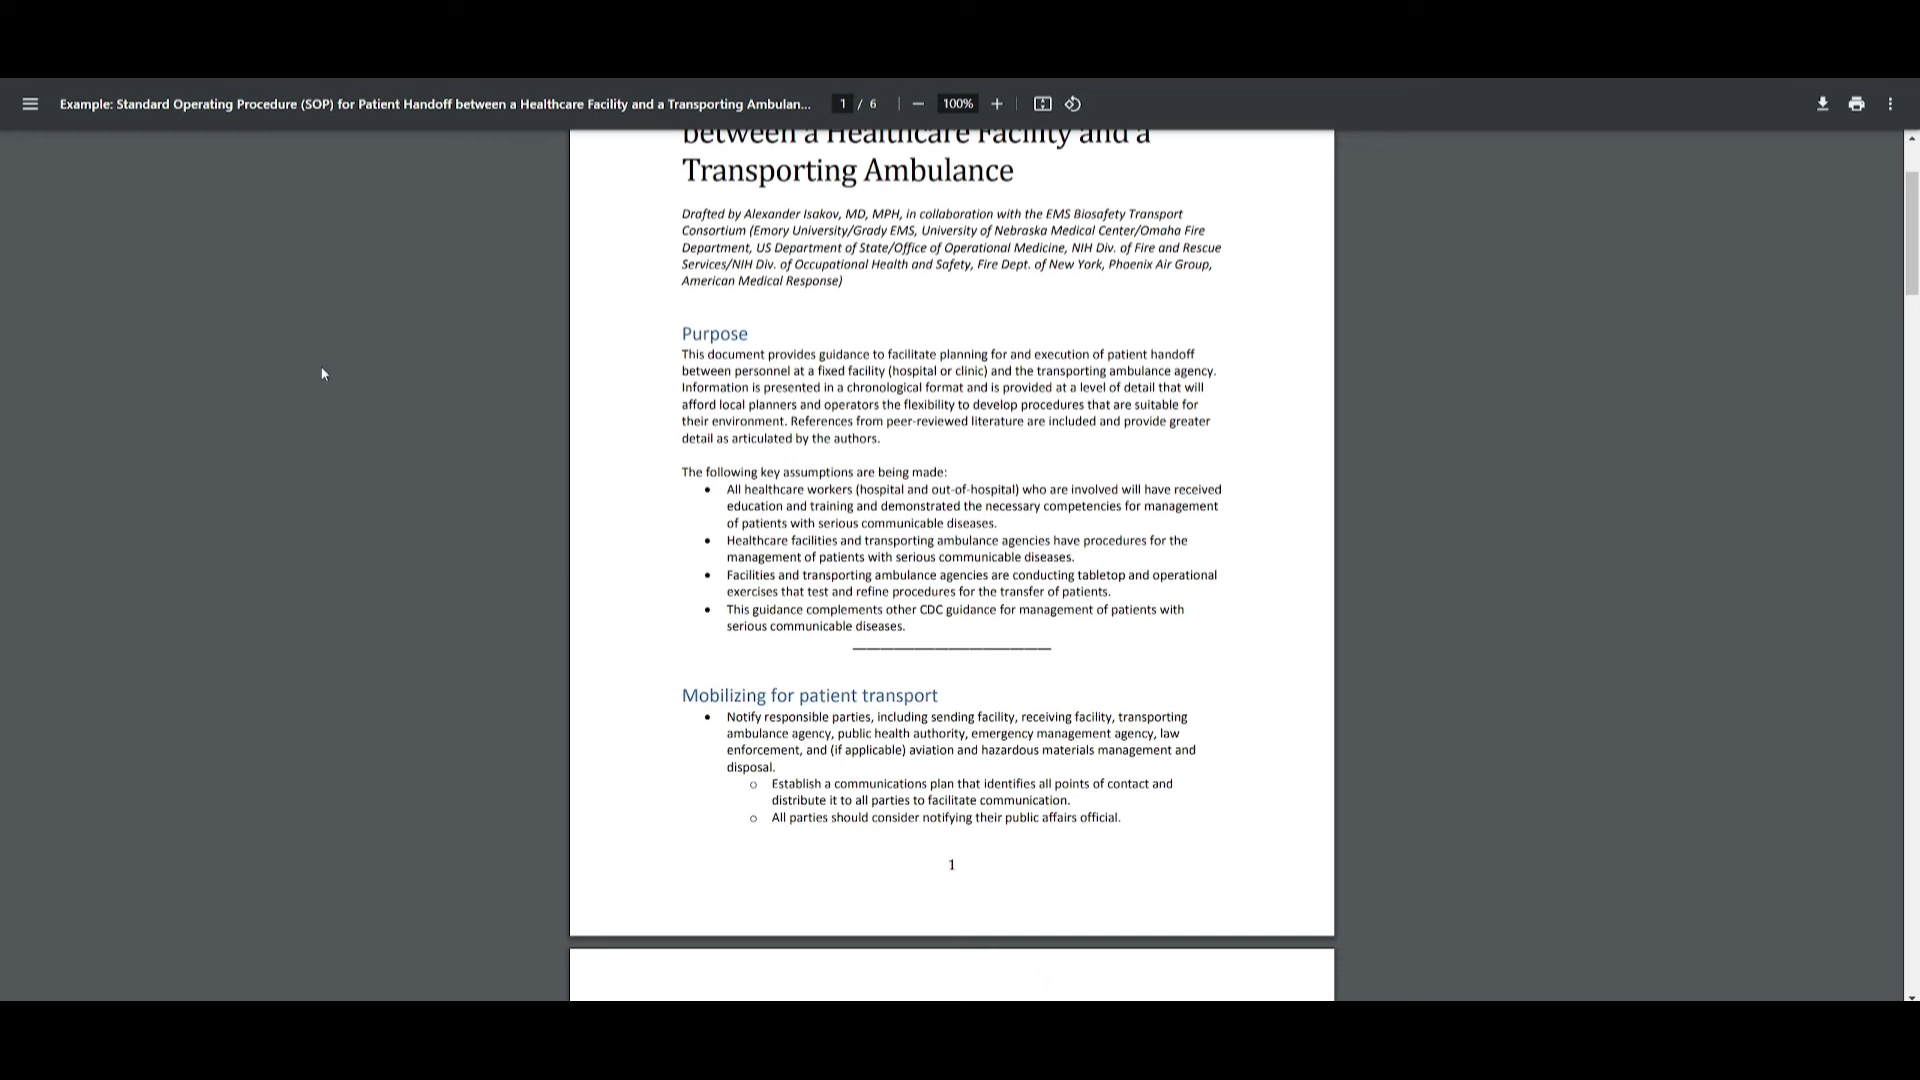 Example: Standard Operating Procedure (SOP) for Patient Handoff between a Healthcare Facility and a Transporting Ambulan...
1 / 6
100%
between a Healthcare Facility and a
Transporting Ambulance
Drafted by Alexander Isakov, MD, MPH, in collaboration with the EMS Biosafety Transport
Consortium (Emory University/Grady EMS, University of Nebraska Medical Center/Omaha Fire
Department, US Department of State/Office of Operational Medicine, NIH Div. of Fire and Rescue
Services/NIH Div. of Occupational Health and Safety, Fire Dept. of New York, Phoenix Air Group,
American Medical Response)
Purpose
This document provides guidance to facilitate planning for and execution of patient handoff
between personnel at a fixed facility (hospital or clinic) and the transporting ambulance agency.
Information is presented in a chronological format and is provided at a level of detail that will
afford local planners and operators the flexibility to develop procedures that are suitable for
their environment. References from peer-reviewed literature are included and provide greater
detail as articulated by the authors.
The following key assumptions are being made:
• All healthcare workers (hospital and out-of-hospital) who are involved will have received
education and training and demonstrated the necessary competencies for management
of patients with serious communicable diseases.
• Healthcare facilities and transporting ambulance agencies have procedures for the
management of patients with serious communicable diseases.
• Facilities and transporting ambulance agencies are conducting tabletop and operational
exercises that test and refine procedures for the transfer of patients.
• This guidance complements other CDC guidance for management of patients with
serious communicable diseases.
Mobilizing for patient transport
• Notify responsible parties, including sending facility, receiving facility, transporting
ambulance agency, public health authority, emergency management agency, law
enforcement, and (if applicable) aviation and hazardous materials management and
disposal.
o Establish a communications plan that identifies all points of contact and
distribute it to all parties to facilitate communication.
o All parties should consider notifying their public affairs official.
1